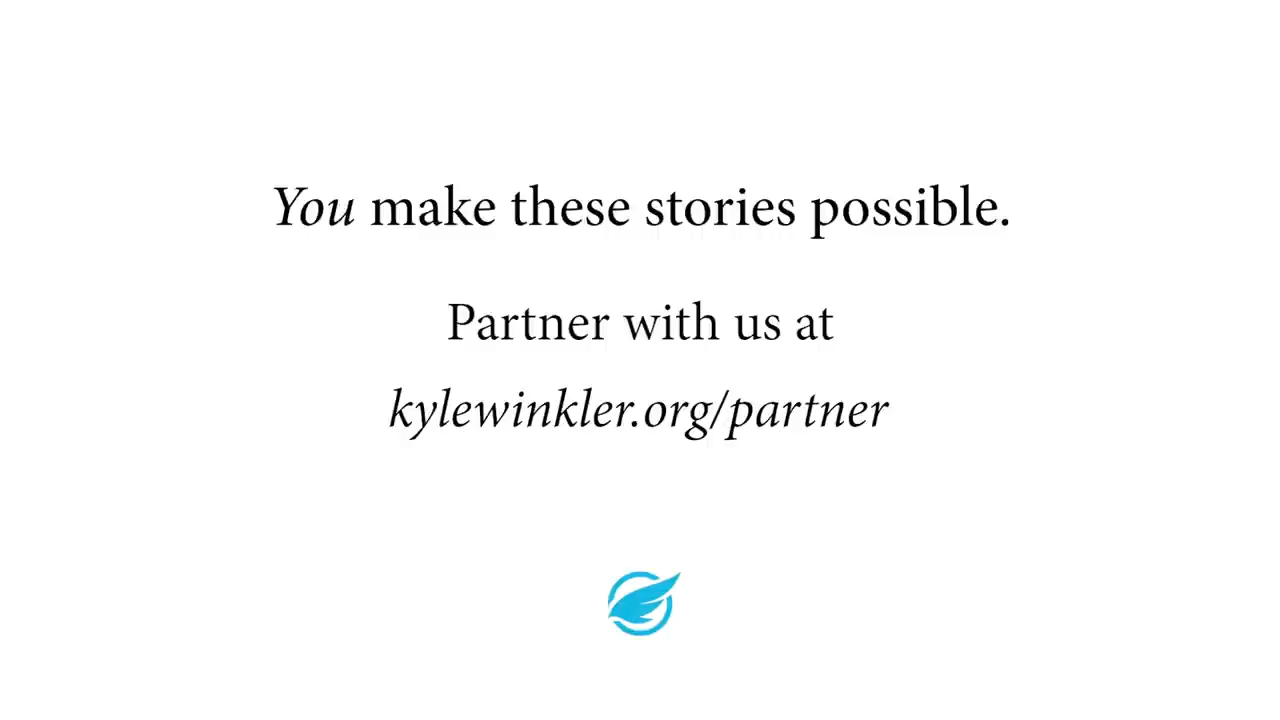 You make these stories possible.
Partner with us at
kylewinkler.org/partner